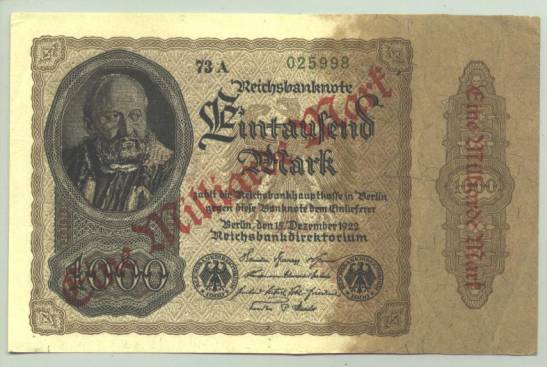 73 A 025998
Reichsbanknote
Eintausend
Mark
zahlt die Reichsbankhauptkasse in Berlin
gegen diese Banknote dem Einlieferer
Berlin, den 15. Dezember 1922
Reichsbankdirektorium
1000
Eine Milliarde Mark
1000
Eine Milliarde Mark